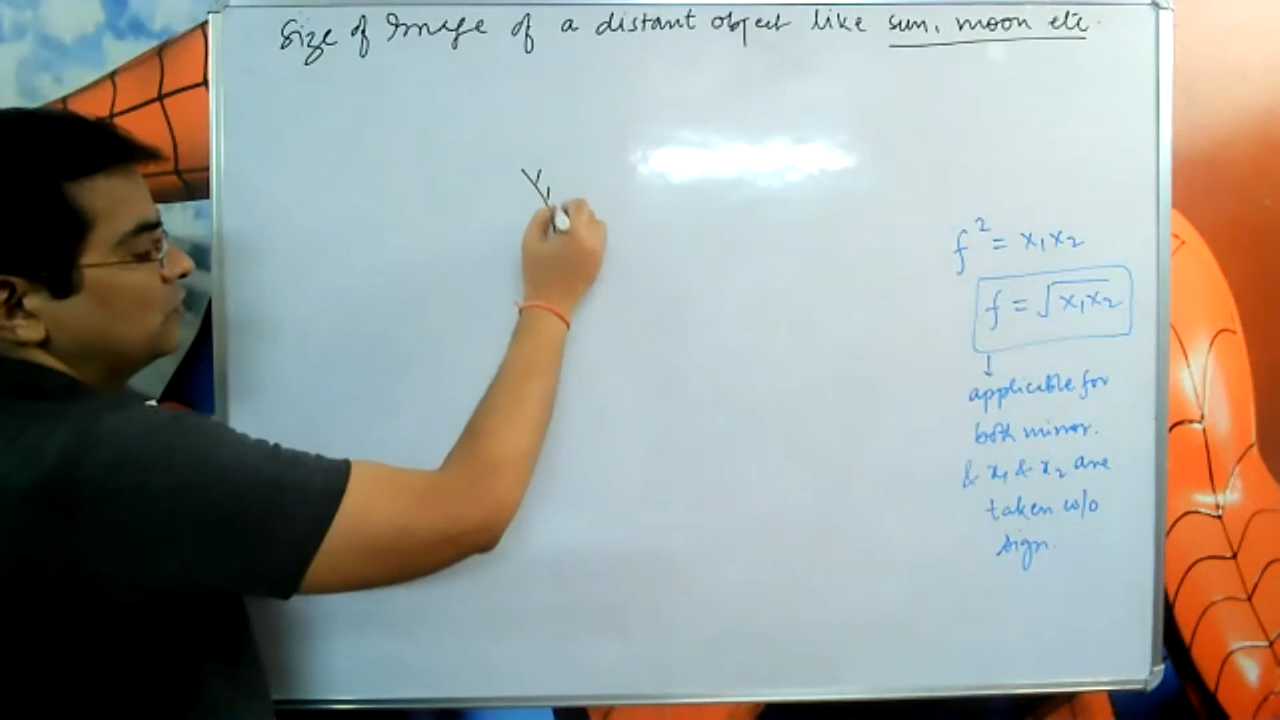 Size of Image of a distant object like sun, moon etc.
f² = x₁x₂
f = √x₁x₂
↓
applicable for
both mirror.
& x₁ & x₂ are
taken w/o
sign.